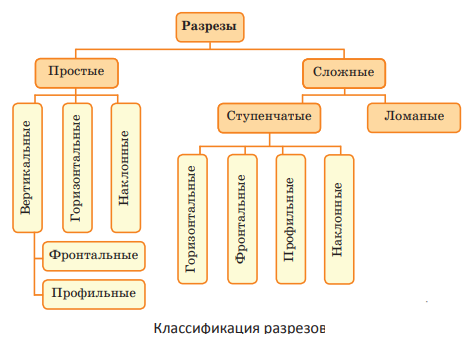 Разрезы
Простые
Сложные
Ступенчатые
Ломаные
Вертикальные
Горизонтальные
Наклонные
Фронтальные
Профильные
Горизонтальные
Фронтальные
Профильные
Наклонные
Классификация разрезов